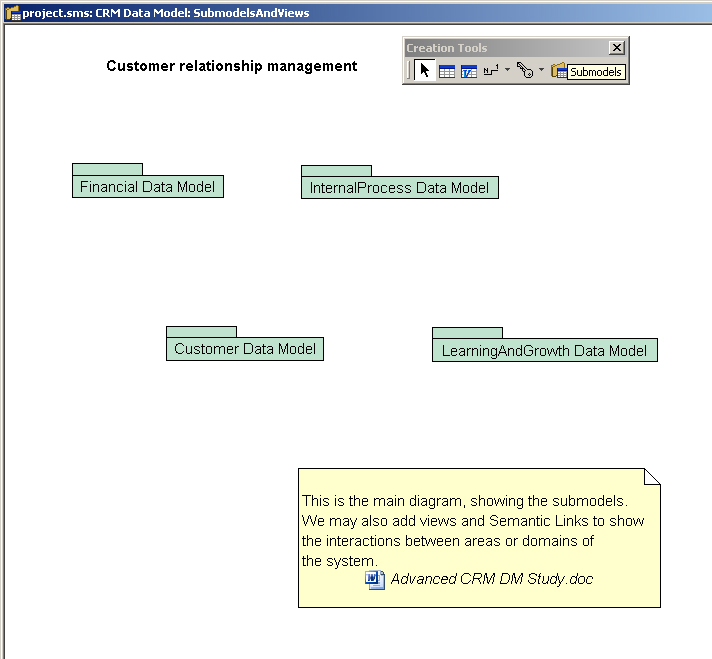 project.sms: CRM Data Model: SubmodelsAndViews
Creation Tools
Customer relationship management
Submodels
Financial Data Model
InternalProcess Data Model
Customer Data Model
LearningAndGrowth Data Model
This is the main diagram, showing the submodels.
We may also add views and Semantic Links to show
the interactions between areas or domains of
the system.
Advanced CRM DM Study.doc